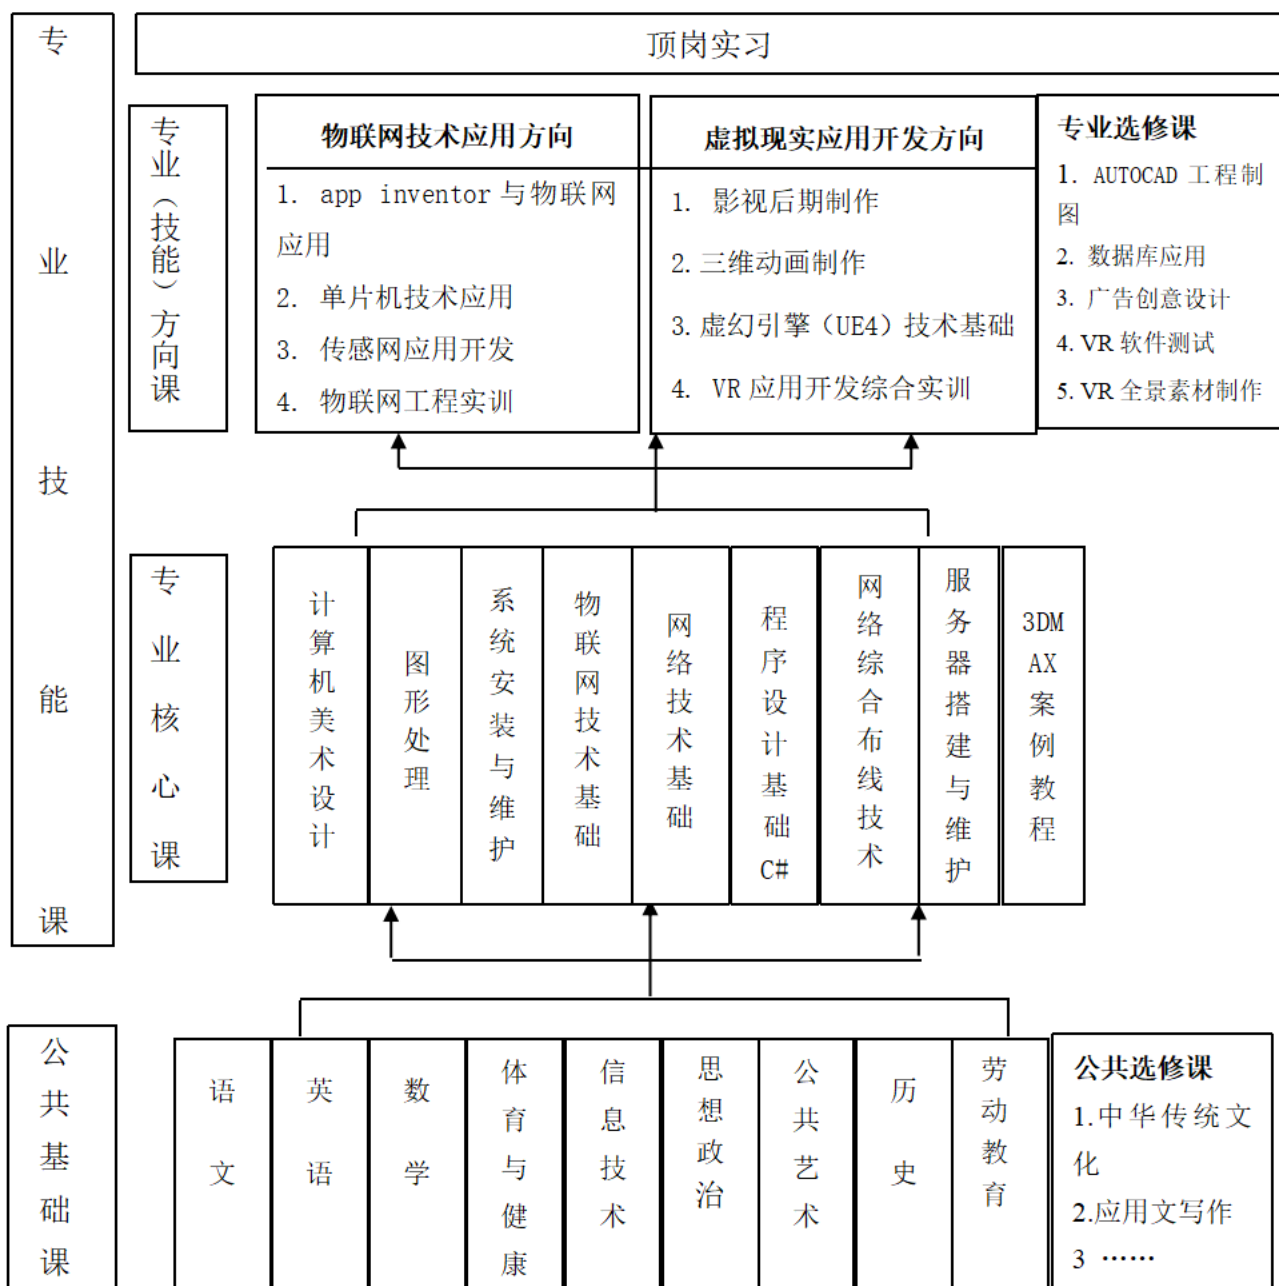 专业技能课
顶岗实习
专业（技能）方向课
物联网技术应用方向
1. app inventor 与物联网
应用
2. 单片机技术应用
3. 传感网应用开发
4. 物联网工程实训
虚拟现实应用开发方向
1. 影视后期制作
2.三维动画制作
3.虚幻引擎（UE4）技术基础
4. VR 应用开发综合实训
专业选修课
1. AUTOCAD 工程制
图
2. 数据库应用
3. 广告创意设计
4. VR 软件测试
5. VR 全景素材制作
专业核心课
计算机美术设计
图形处理
系统安装与维护
物联网技术基础
网络技术基础
程序设计基础C#
网络综合布线技术
服务器搭建与维护
3DM
AX
案例教程
公共基础课
语文
英语
数学
体育与健康
信息技术
思想政治
公共艺术
历史
劳动教育
公共选修课
1.中华传统文
化
2.应用文写作
3 ……